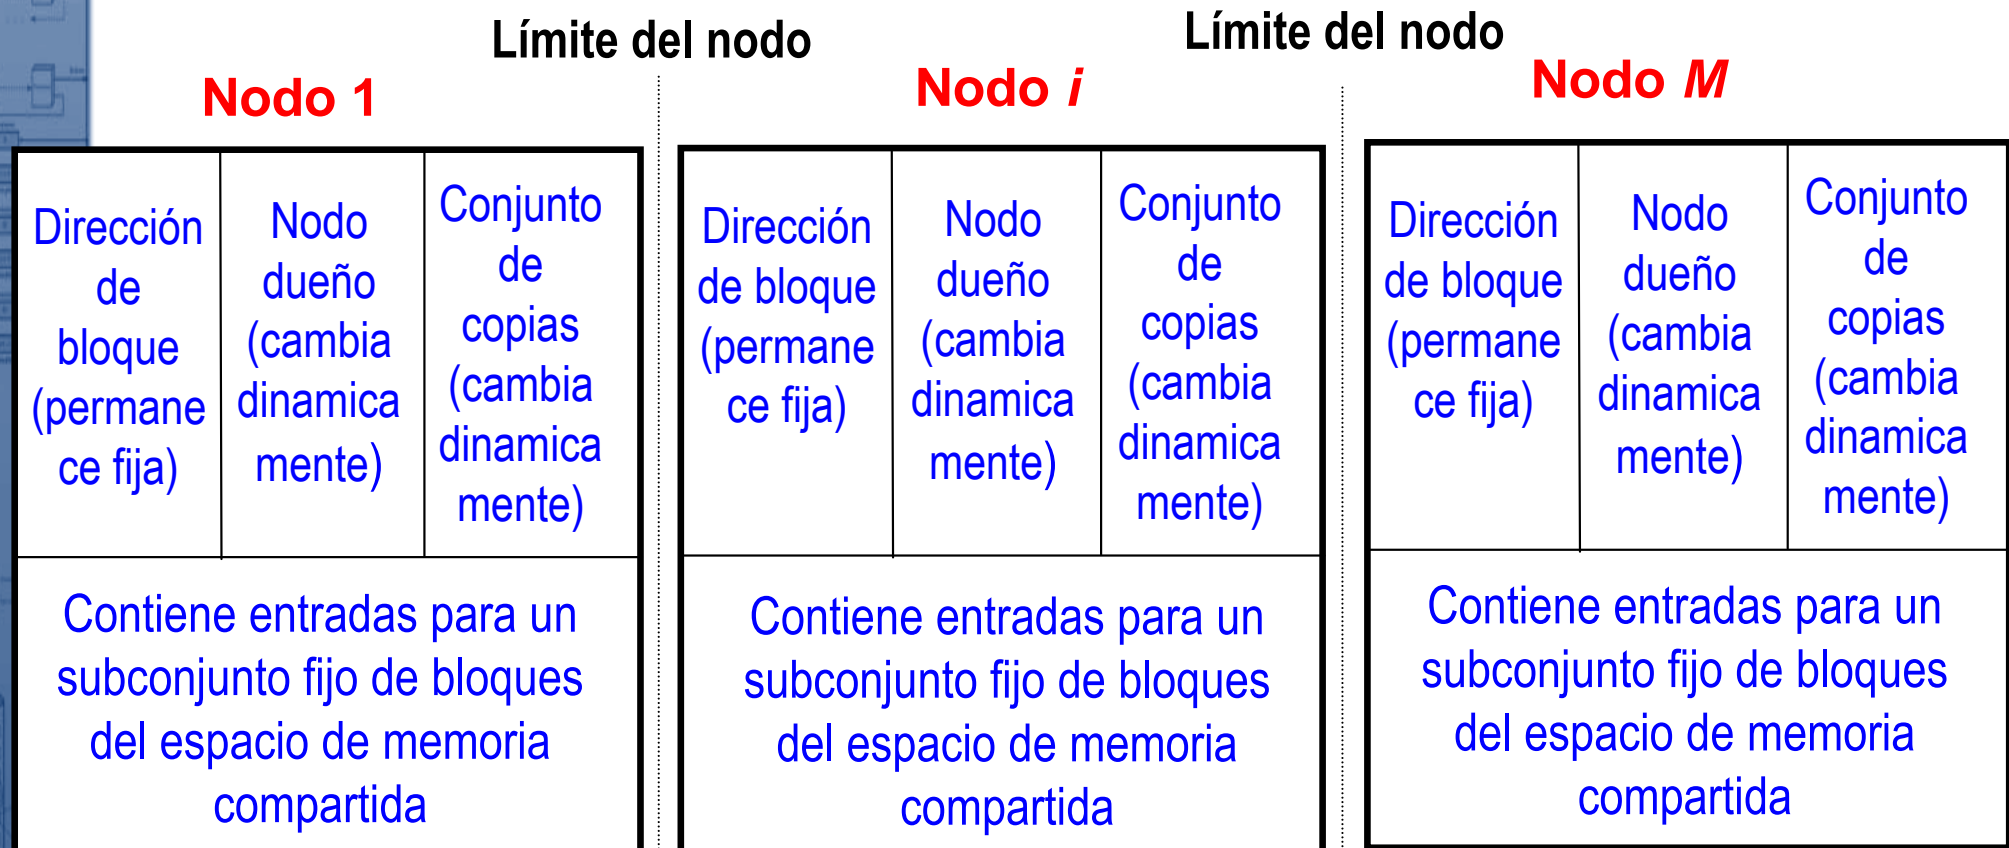 Límite del nodo
Límite del nodo
Nodo 1
Nodo i
Nodo M
Dirección
de
bloque
(permane
ce fija)
Nodo
dueño
(cambia
dinamica
mente)
Conjunto
de
copias
(cambia
dinamica
mente)
Contiene entradas para un
subconjunto fijo de bloques
del espacio de memoria
compartida
Dirección
de bloque
(permane
ce fija)
Nodo
dueño
(cambia
dinamica
mente)
Conjunto
de
copias
(cambia
dinamica
mente)
Contiene entradas para un
subconjunto fijo de bloques
del espacio de memoria
compartida
Dirección
de bloque
(permane
ce fija)
Nodo
dueño
(cambia
dinamica
mente)
Conjunto
de
copias
(cambia
dinamica
mente)
Contiene entradas para un
subconjunto fijo de bloques
del espacio de memoria
compartida